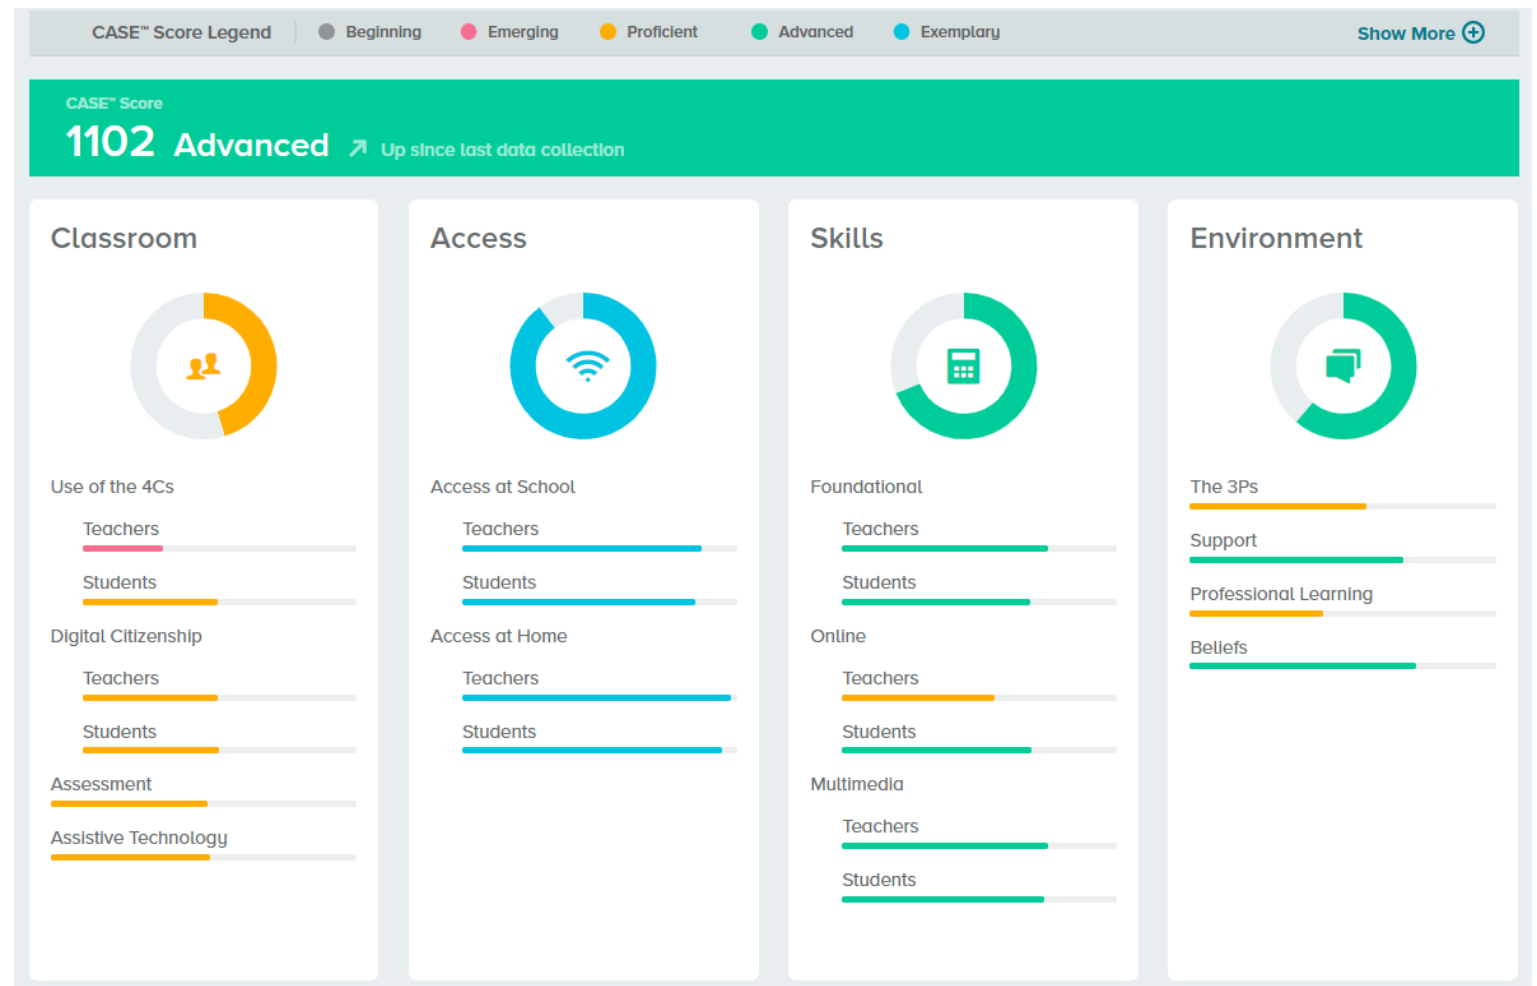 CASE™ Score Legend Beginning Emerging Proficient Advanced Exemplary Show More
CASE™ Score
1102 Advanced Up since last data collection
Classroom
Use of the 4Cs
Teachers
Students
Digital Citizenship
Teachers
Students
Assessment
Assistive Technology
Access
Access at School
Teachers
Students
Access at Home
Teachers
Students
Skills
Foundational
Teachers
Students
Online
Teachers
Students
Multimedia
Teachers
Students
Environment
The 3Ps
Support
Professional Learning
Beliefs